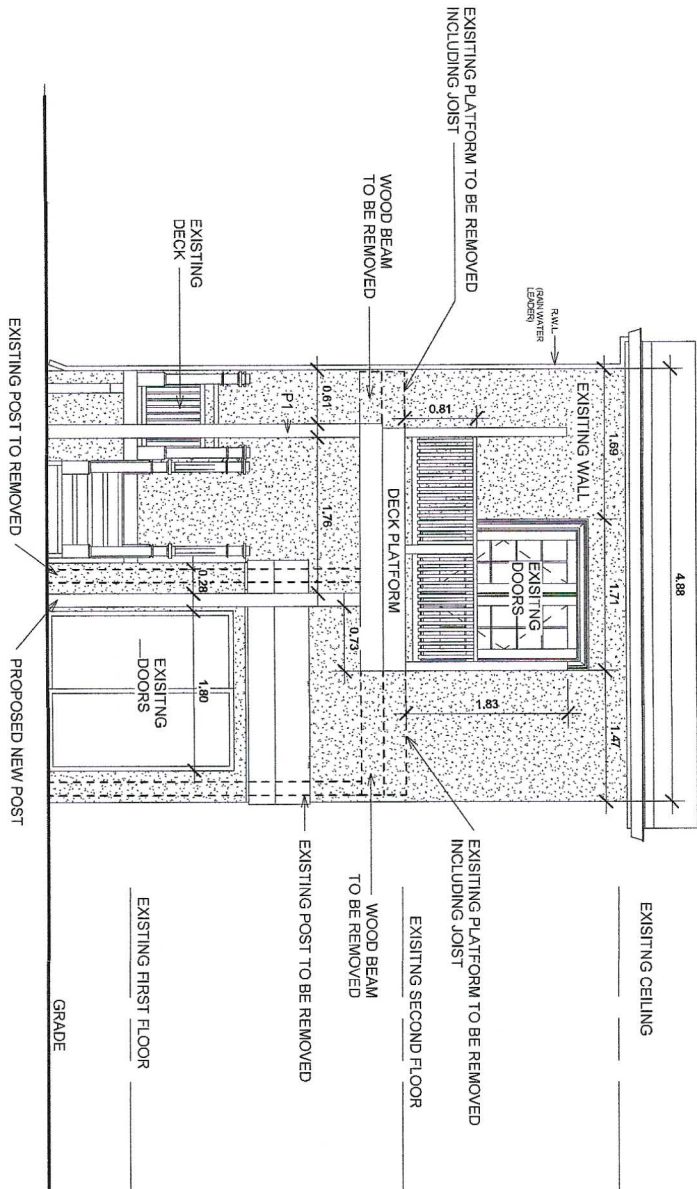 EXISITING PLATFORM TO BE REMOVED
INCLUDING JOIST
WOOD BEAM
TO BE REMOVED
EXISTING
DECK
EXISTING POST TO REMOVED
R.W.L
(RAIN WATER
LEADER)
4.88
1.69
1.71
1.47
EXISITING WALL
EXISITNG
DOORS
0.81
1.83
DECK PLATFORM
0.61
P1
1.76
0.73
0.28
1.80
EXISITNG
DOORS
PROPOSED NEW POST
EXISITNG CEILING
EXISITING PLATFORM TO BE REMOVED
INCLUDING JOIST
EXISITNG SECOND FLOOR
WOOD BEAM
TO BE REMOVED
EXISTING POST TO BE REMOVED
EXISTING FIRST FLOOR
GRADE